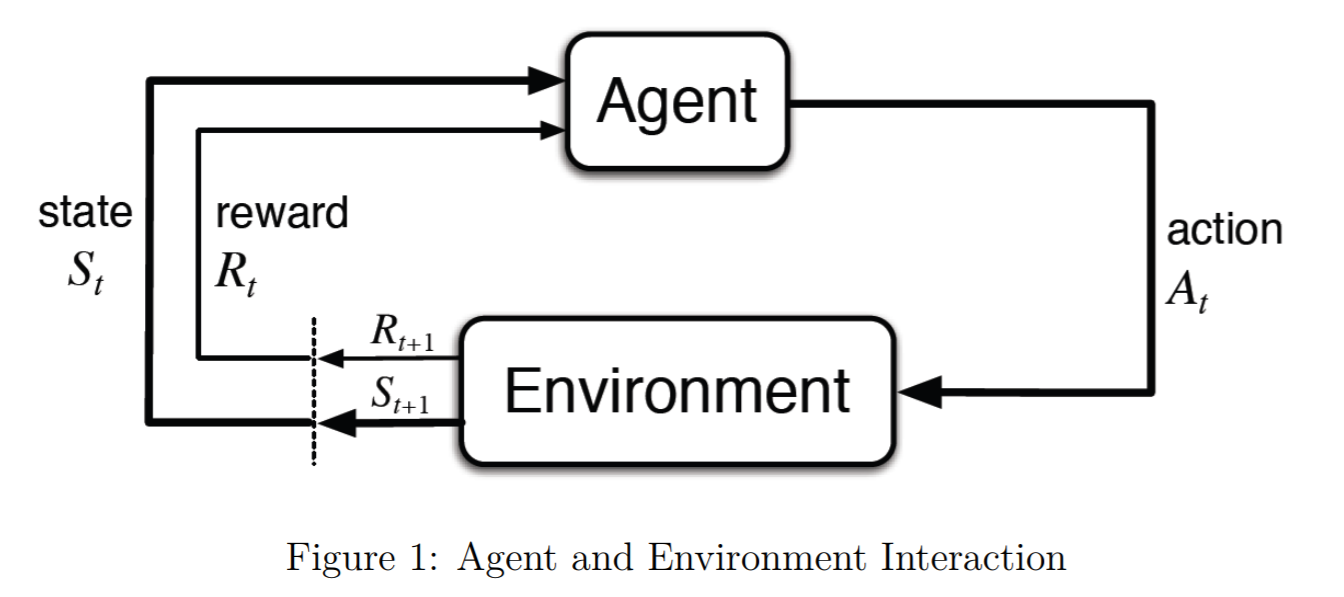 Agent
state
S_t
reward
R_t
action
A_t
R_{t+1}
S_{t+1}
Environment
Figure 1: Agent and Environment Interaction